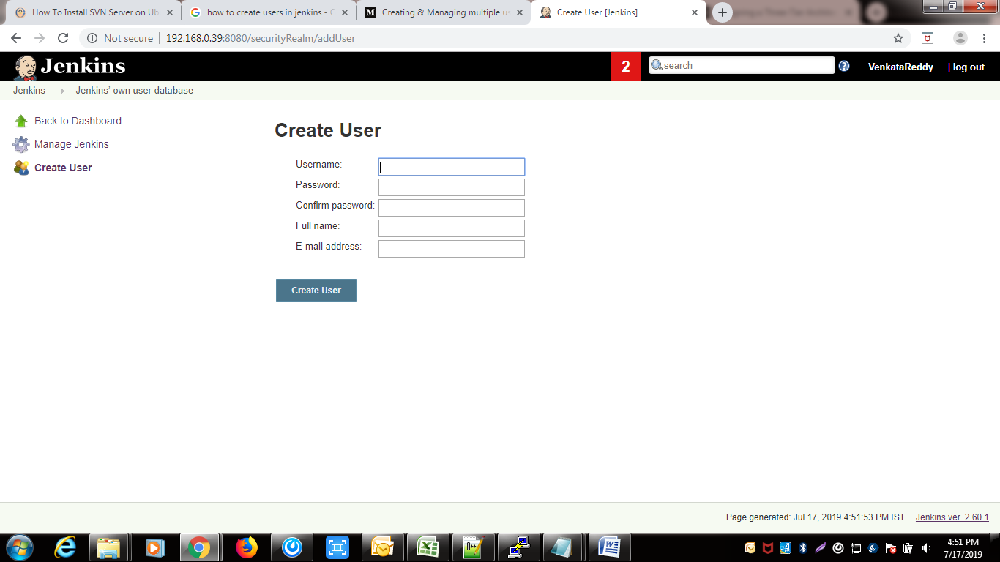 How To Install SVN Server on Ub
how to create users in jenkins - G
Creating & Managing multiple us
Create User [Jenkins]
Not secure
192.168.0.39:8080/securityRealm/addUser
Jenkins
2
search
VenkataReddy
| log out
Jenkins
Jenkins' own user database
Back to Dashboard
Manage Jenkins
Create User
Create User
Username:
Password:
Confirm password:
Full name:
E-mail address:
Create User
Page generated: Jul 17, 2019 4:51:53 PM IST
Jenkins ver. 2.60.1
4:51 PM
7/17/2019